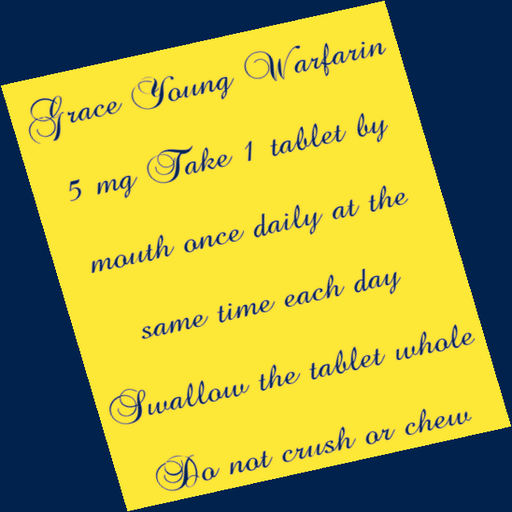 Grace Young Warfarin
5 mg Take 1 tablet by
mouth once daily at the
same time each day
Swallow the tablet whole
Do not crush or chew